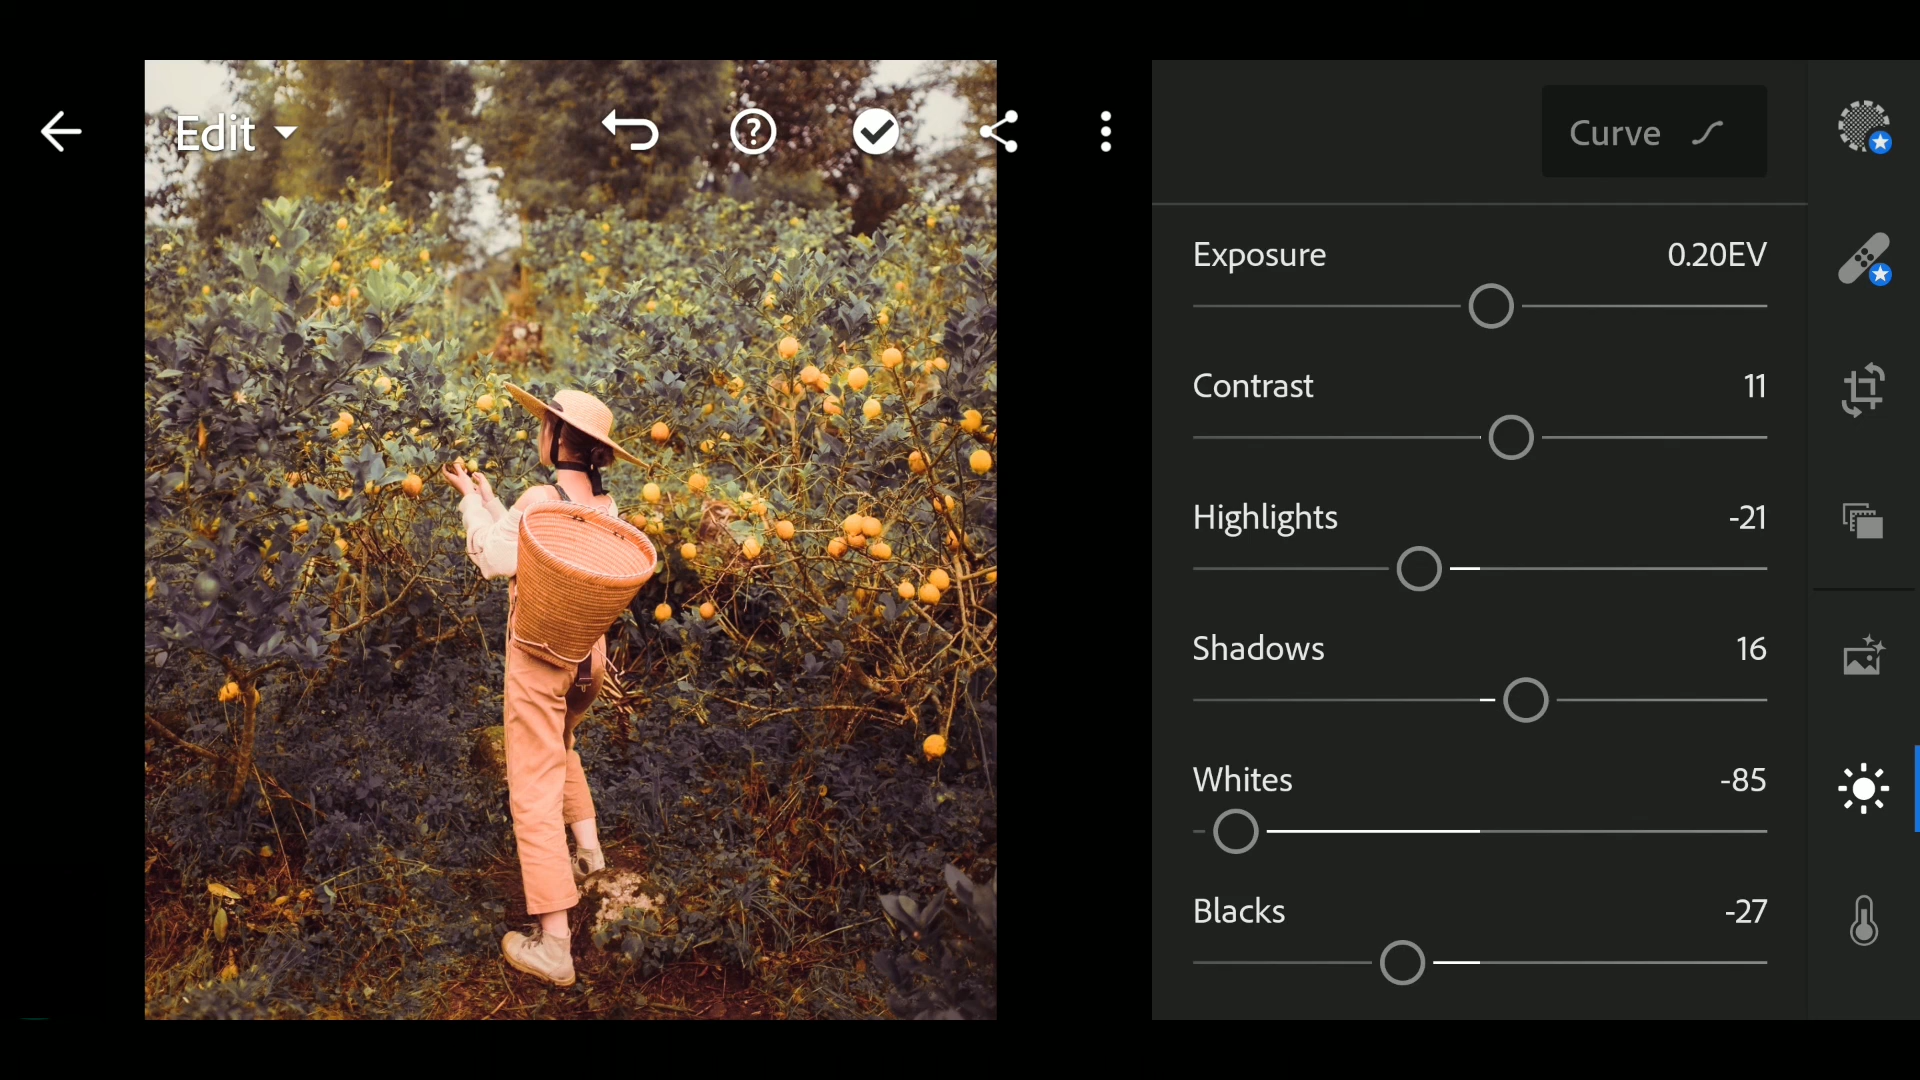 Edit
Curve
Exposure 0.20EV
Contrast 11
Highlights -21
Shadows 16
Whites -85
Blacks -27